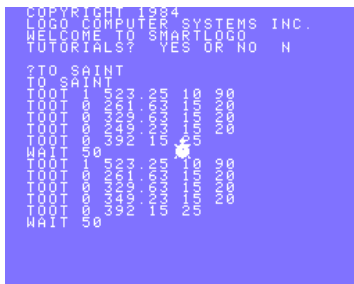 COPYRIGHT 1984
LOGO COMPUTER SYSTEMS INC.
WELCOME TO SMARTLOGO
TUTORIALS?  YES OR NO  N
?TO SAINT
TO SAINT
TOOT 1 523.25 10 90
TOOT 0 261.63 15 20
TOOT 0 329.63 15 20
TOOT 0 249.23 15 20
TOOT 0 392 15 25
WAIT 50
TOOT 1 523.25 10 90
TOOT 0 261.63 15 20
TOOT 0 329.63 15 20
TOOT 0 349.23 15 20
TOOT 0 392 15 25
WAIT 50